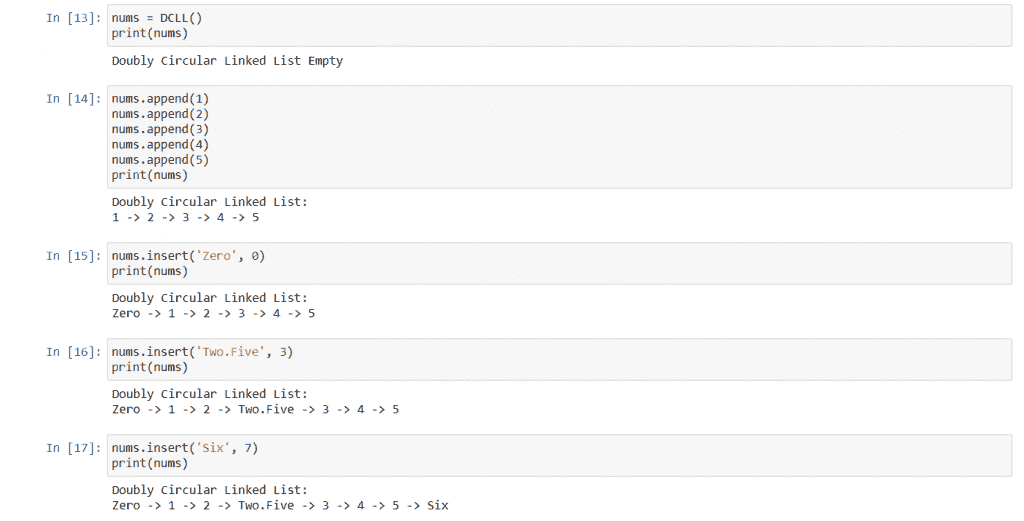 In [13]: nums = DCLL()
print(nums)
Doubly Circular Linked List Empty
In [14]: nums.append(1)
nums.append(2)
nums.append(3)
nums.append(4)
nums.append(5)
print(nums)
Doubly Circular Linked List:
1 -> 2 -> 3 -> 4 -> 5
In [15]: nums.insert('Zero', 0)
print(nums)
Doubly Circular Linked List:
Zero -> 1 -> 2 -> 3 -> 4 -> 5
In [16]: nums.insert('Two.Five', 3)
print(nums)
Doubly Circular Linked List:
Zero -> 1 -> 2 -> Two.Five -> 3 -> 4 -> 5
In [17]: nums.insert('Six', 7)
print(nums)
Doubly Circular Linked List:
Zero -> 1 -> 2 -> Two.Five -> 3 -> 4 -> 5 -> Six